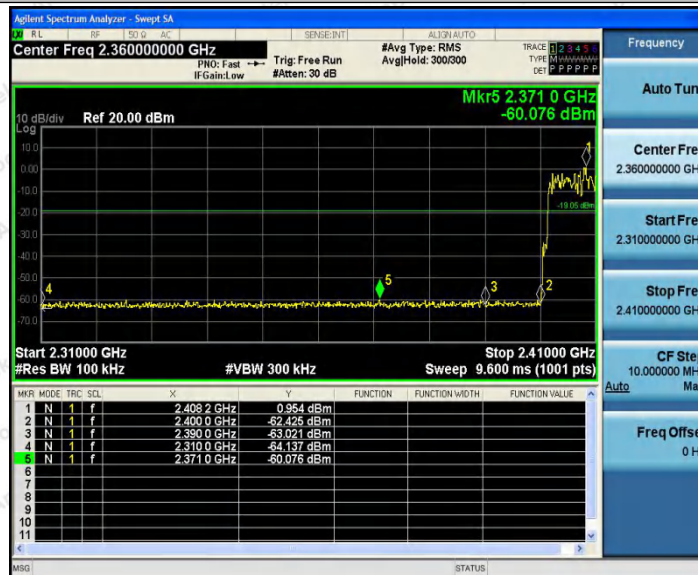 Agilent Spectrum Analyzer - Swept SA
LXI RL RF 50 Ω AC SENSE:INT ALIGN AUTO
Center Freq 2.360000000 GHz
PNO: Fast
IFGain:Low
Trig: Free Run
#Atten: 30 dB
#Avg Type: RMS
Avg|Hold: 300/300
TRACE 1 2 3 4 5 6
TYPE M WWWWW
DET P P P P P P
Mkr5 2.371 0 GHz
-60.076 dBm
10 dB/div Ref 20.00 dBm
Log
10.0
0.00
-10.0
-20.0
-30.0
-40.0
-50.0
-60.0
-70.0
1
-19.05 dBm
4
5
3
2
Start 2.31000 GHz Stop 2.41000 GHz
#Res BW 100 kHz #VBW 300 kHz Sweep 9.600 ms (1001 pts)
MKR MODE TRC SCL X Y FUNCTION FUNCTION WIDTH FUNCTION VALUE
1 N 1 f 2.408 2 GHz 0.954 dBm
2 N 1 f 2.400 0 GHz -62.425 dBm
3 N 1 f 2.390 0 GHz -63.021 dBm
4 N 1 f 2.310 0 GHz -64.137 dBm
5 N 1 f 2.371 0 GHz -60.076 dBm
6
7
8
9
10
11
MSG STATUS
Frequency
Auto Tun
Center Fre
2.360000000 GH
Start Fre
2.310000000 GH
Stop Fre
2.410000000 GH
CF Ste
10.000000 MH
Auto Ma
Freq Offse
0 H